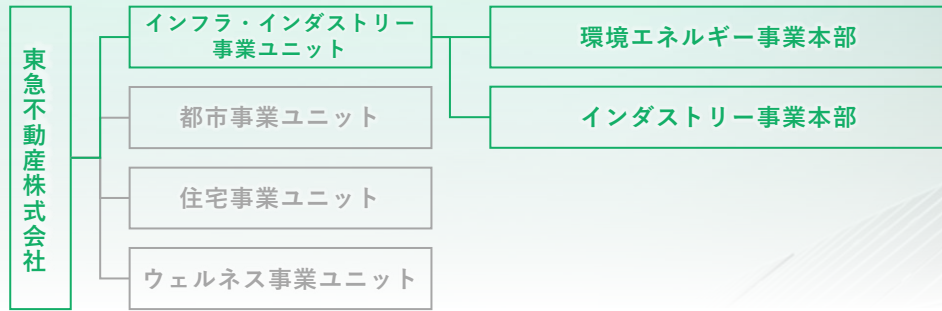 東急不動産株式会社
インフラ・インダストリー
事業ユニット
都市事業ユニット
住宅事業ユニット
ウェルネス事業ユニット
環境エネルギー事業本部
インダストリー事業本部